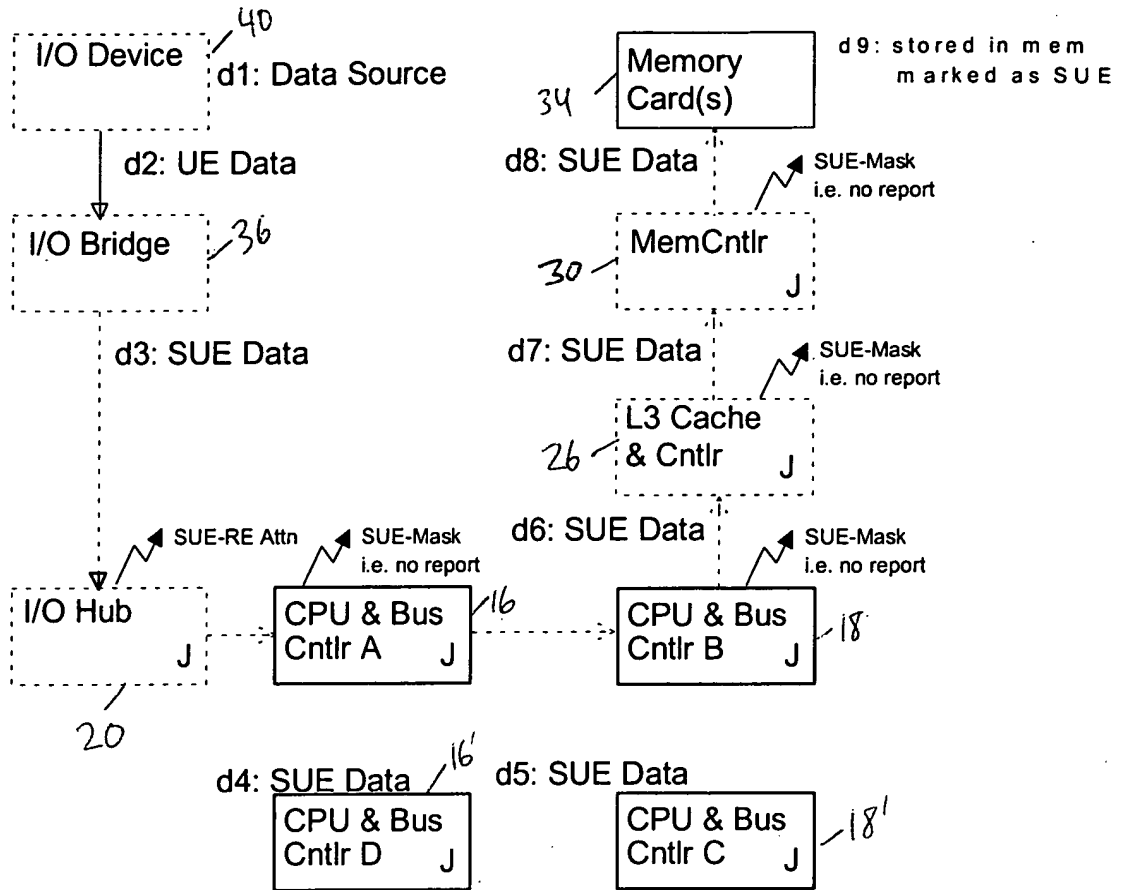 I/O Device
40
d1: Data Source
d2: UE Data
I/O Bridge
36
d3: SUE Data
SUE-RE Attn
I/O Hub
J
20
SUE-Mask
i.e. no report
CPU & Bus
Cntlr A
J
16
d4: SUE Data
16'
CPU & Bus
Cntlr D
J
d5: SUE Data
CPU & Bus
Cntlr C
J
18'
SUE-Mask
i.e. no report
CPU & Bus
Cntlr B
J
18
d6: SUE Data
SUE-Mask
i.e. no report
L3 Cache
& Cntlr
J
26
d7: SUE Data
SUE-Mask
i.e. no report
MemCntlr
J
30
d8: SUE Data
Memory
Card(s)
34
d9: stored in mem
marked as SUE